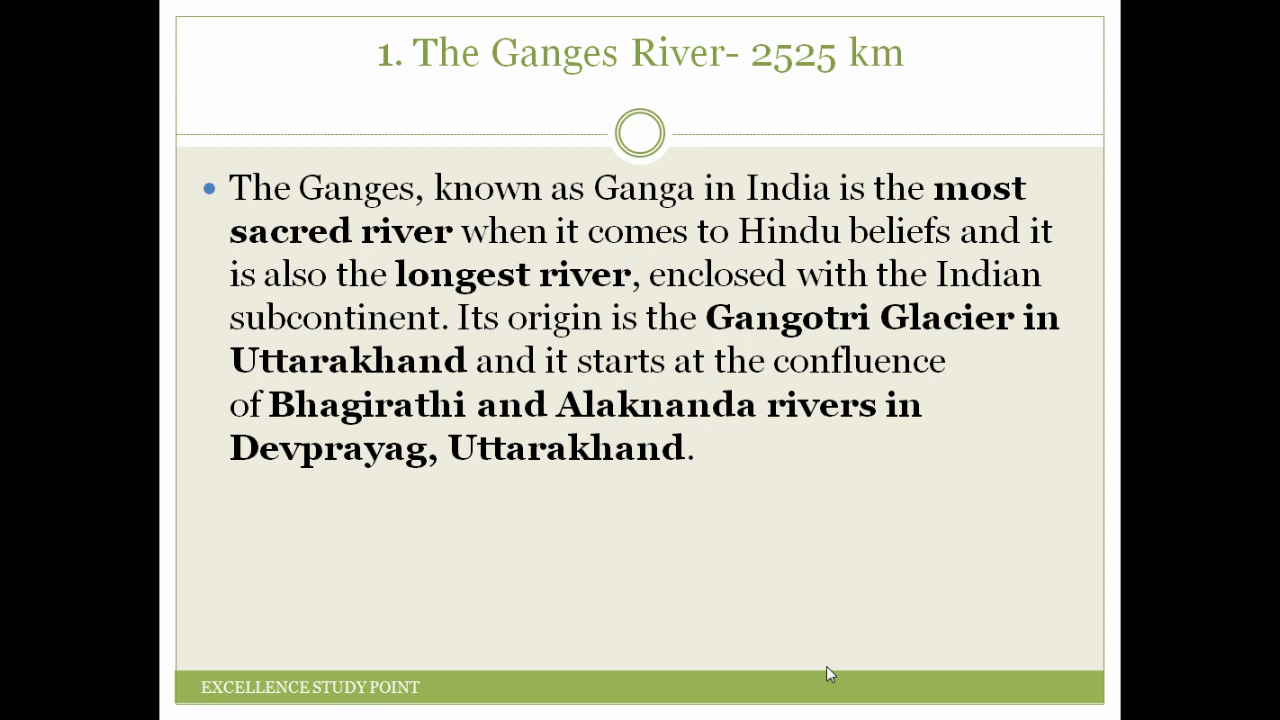 1. The Ganges River- 2525 km
The Ganges, known as Ganga in India is the most
sacred river when it comes to Hindu beliefs and it
is also the longest river, enclosed with the Indian
subcontinent. Its origin is the Gangotri Glacier in
Uttarakhand and it starts at the confluence
of Bhagirathi and Alaknanda rivers in
Devprayag, Uttarakhand.
EXCELLENCE STUDY POINT